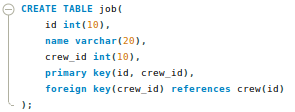 CREATE TABLE job(
id int(10),
name varchar(20),
crew_id int(10),
primary key(id, crew_id),
foreign key(crew_id) references crew(id)
);